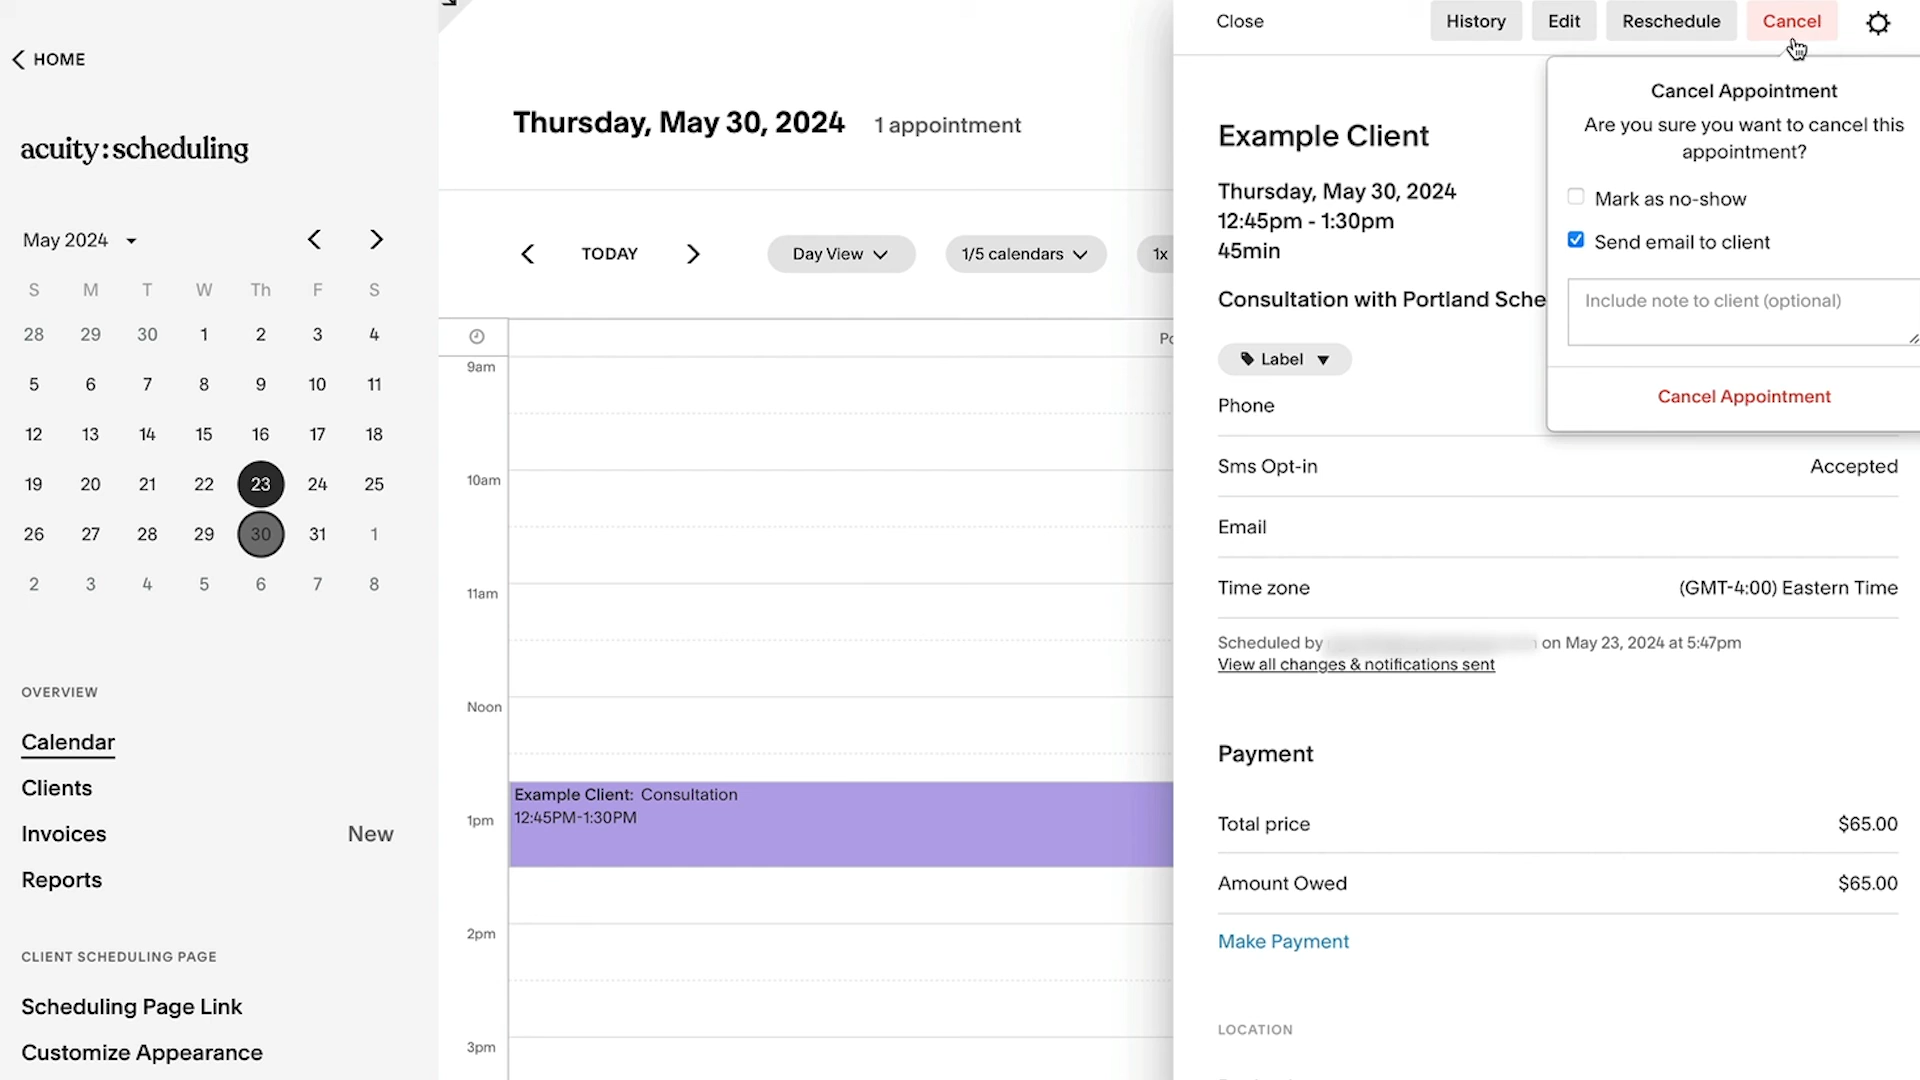 HOME
acuity:scheduling
May 2024
S M T W Th F S
28 29 30 1 2 3 4
5 6 7 8 9 10 11
12 13 14 15 16 17 18
19 20 21 22 23 24 25
26 27 28 29 30 31 1
2 3 4 5 6 7 8
OVERVIEW
Calendar
Clients
Invoices New
Reports
CLIENT SCHEDULING PAGE
Scheduling Page Link
Customize Appearance
Thursday, May 30, 2024 1 appointment
TODAY Day View 1/5 calendars 1x
9am
10am
11am
Noon
1pm
2pm
3pm
Example Client: Consultation
12:45PM-1:30PM
Close History Edit Reschedule Cancel
Example Client
Thursday, May 30, 2024
12:45pm - 1:30pm
45min
Consultation with Portland Sche
Label
Phone
Sms Opt-in Accepted
Email
Time zone (GMT-4:00) Eastern Time
Scheduled by on May 23, 2024 at 5:47pm
View all changes & notifications sent
Payment
Total price $65.00
Amount Owed $65.00
Make Payment
LOCATION
Cancel Appointment
Are you sure you want to cancel this
appointment?
Mark as no-show
Send email to client
Include note to client (optional)
Cancel Appointment